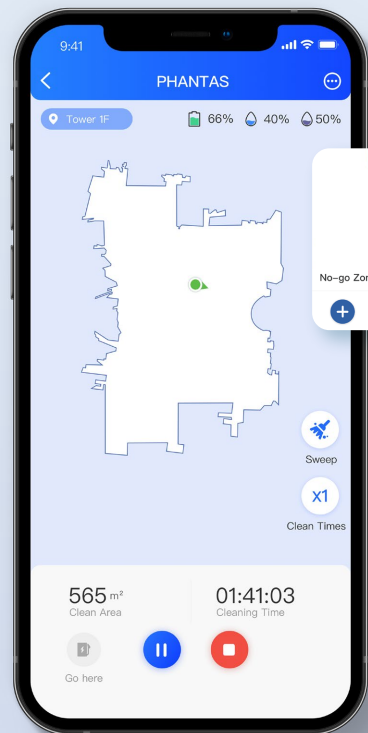 9:41
PHANTAS
Tower 1F
66% 40% 50%
No-go Zon
Sweep
x1
Clean Times
565 m²
Clean Area
01:41:03
Cleaning Time
Go here